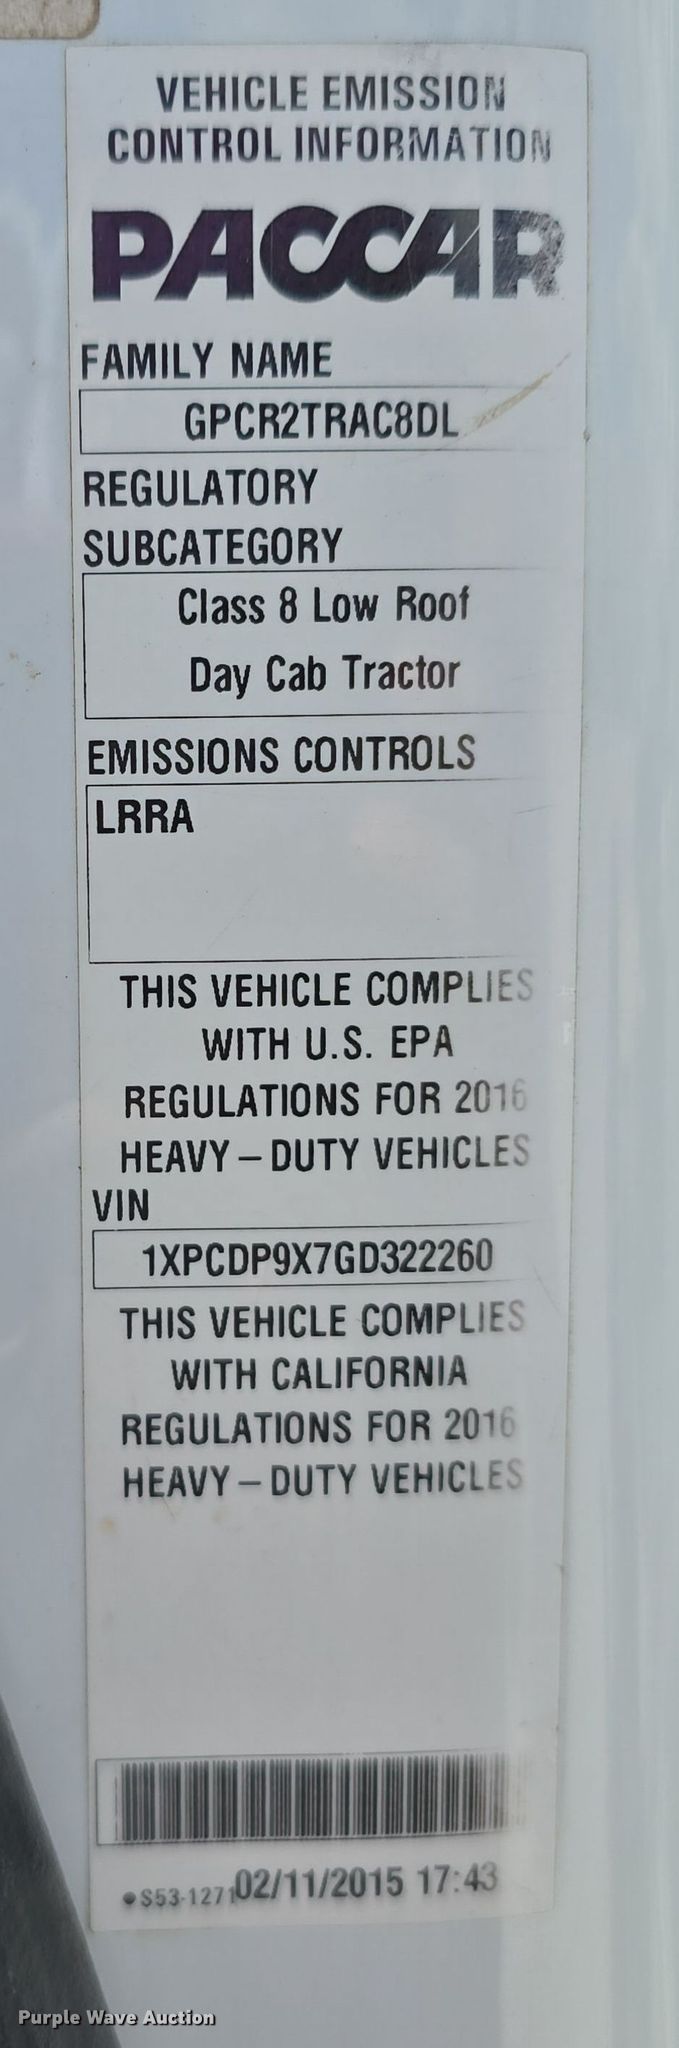 VEHICLE EMISSION
CONTROL INFORMATION
PACCAR
FAMILY NAME
GPCR2TRAC8DL
REGULATORY
SUBCATEGORY
Class 8 Low Roof
Day Cab Tractor
EMISSIONS CONTROLS
LRRA
THIS VEHICLE COMPLIES
WITH U.S. EPA
REGULATIONS FOR 2016
HEAVY – DUTY VEHICLES
VIN
1XPCDP9X7GD322260
THIS VEHICLE COMPLIES
WITH CALIFORNIA
REGULATIONS FOR 2016
HEAVY – DUTY VEHICLES
●S53-1271 02/11/2015 17:43
Purple Wave Auction